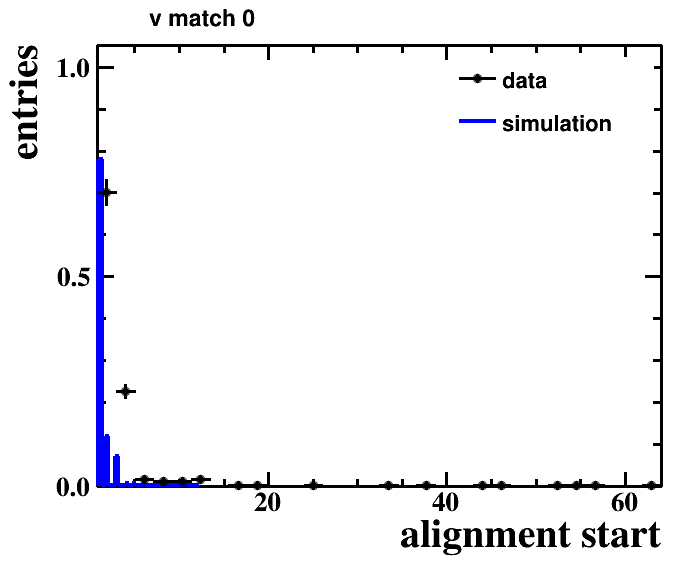 v match 0
entries
1.0
0.5
0.0
data
simulation
20
40
60
alignment start